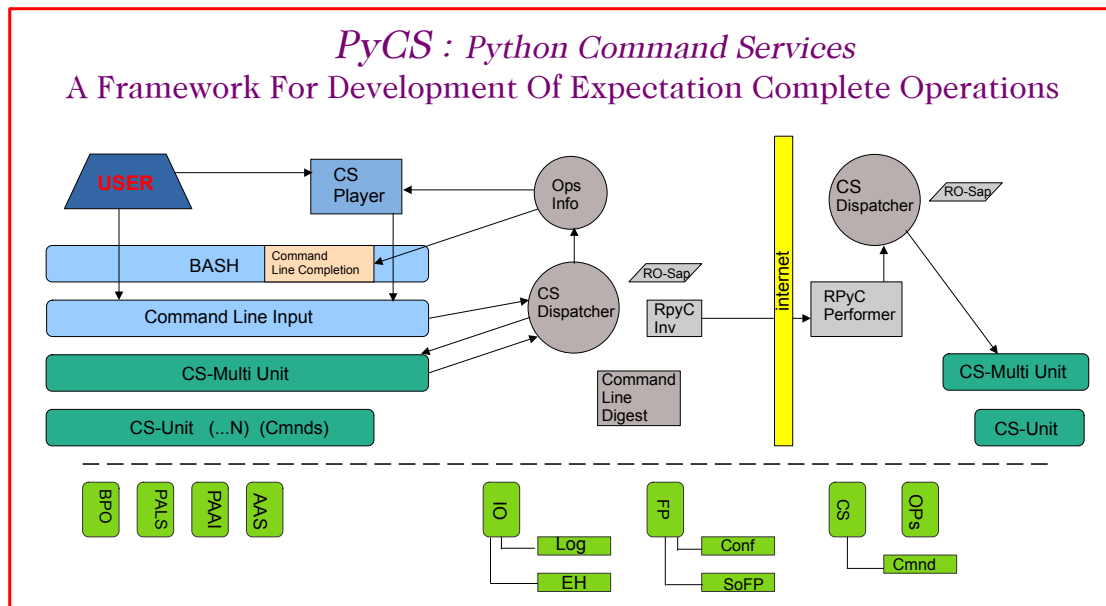 PyCS : Python Command Services
A Framework For Development Of Expectation Complete Operations
USER
CS
Player
Ops
Info
CS
Dispatcher
RO-Sap
BASH
Command
Line Completion
Command Line Input
CS
Dispatcher
RO-Sap
RpyC
Inv
internet
RPyC
Performer
CS-Multi Unit
Command
Line
Digest
CS-Multi Unit
CS-Unit (...N) (Cmnds)
CS-Unit
BPO
PALS
PAAI
AAS
IO
Log
EH
FP
Conf
SoFP
CS
OPs
Cmnd